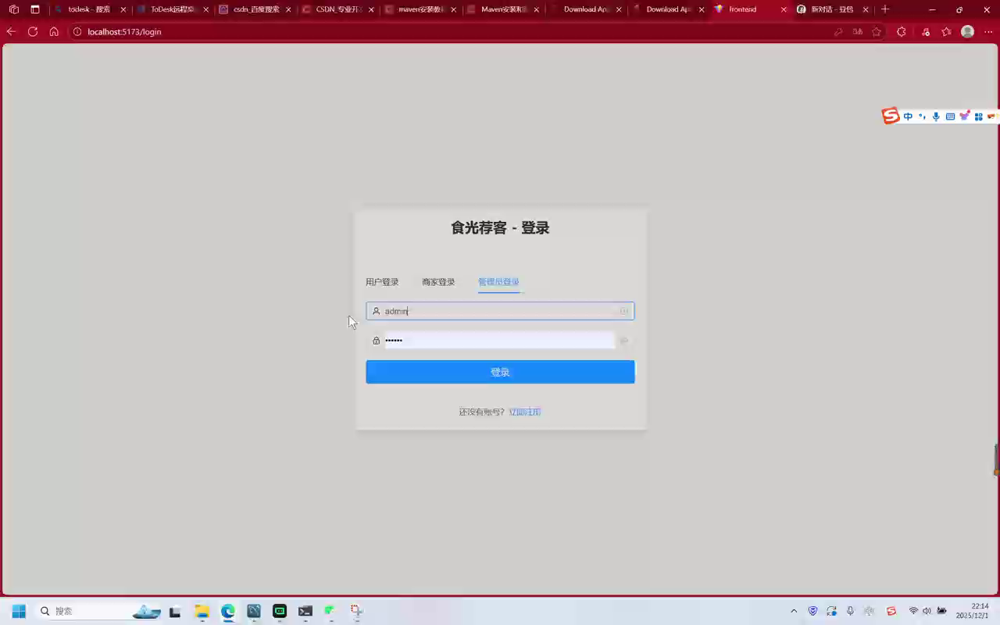 todesk - 搜索
ToDesk远程桌
csdn_百度搜索
CSDN_专业开
maven安装教
Maven安装和
Download Ap
Download Ap
frontend
新对话 - 豆包
localhost:5173/login
中
食光荐客 - 登录
用户登录
商家登录
管理员登录
admin
登录
还没有账号? 立即注册
搜索
22:14
2025/12/1